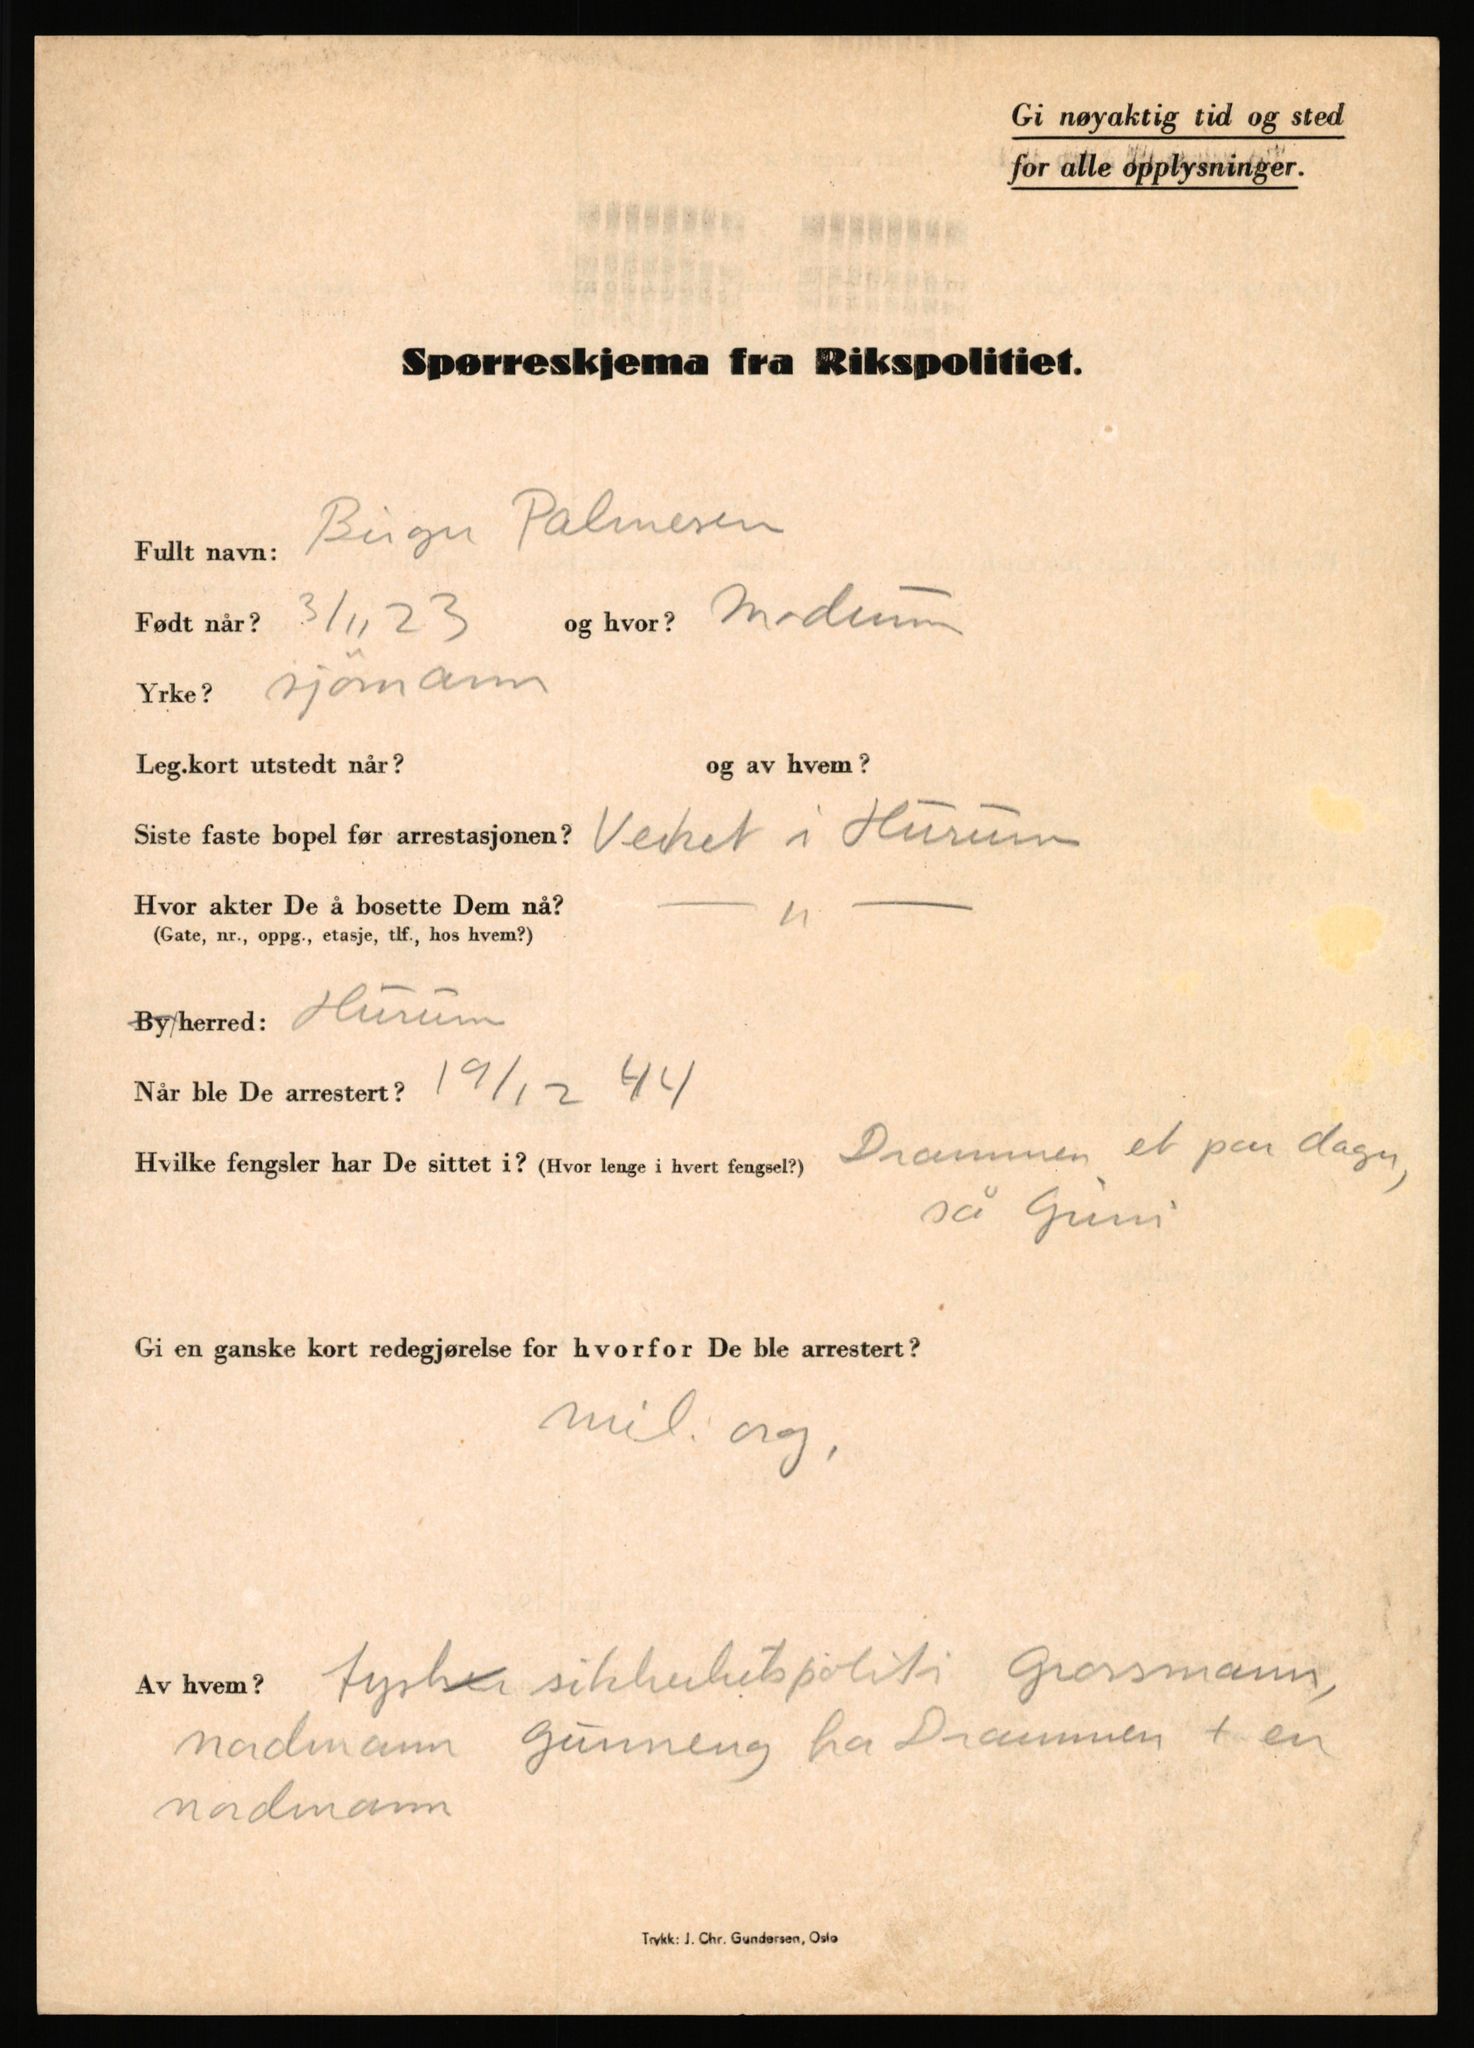 Gi nøyaktig tid og sted
for alle opplysninger.
Spørreskjema fra Rikspolitiet.
Fullt navn: Birger Palmesen
Født når? 3/11 23 og hvor? Modum
Yrke? sjömann
Leg.kort utstedt når? og av hvem?
Siste faste bopel før arrestasjonen? Verket i Hurum
Hvor akter De å bosette Dem nå? — " —
(Gate, nr., oppg., etasje, tlf., hos hvem?)
By/herred: Hurum
Når ble De arrestert? 19/12 44
Hvilke fengsler har De sittet i? (Hvor lenge i hvert fengsel?) Drammen et par dager,
så Grini
Gi en ganske kort redegjørelse for hvorfor De ble arrestert?
mil. org.
Av hvem? tysk sikkerhetspoliti Grossmann,
nordmann Gunneng fra Drammen + en
nordmann
Trykk: J. Chr. Gundersen, Oslo